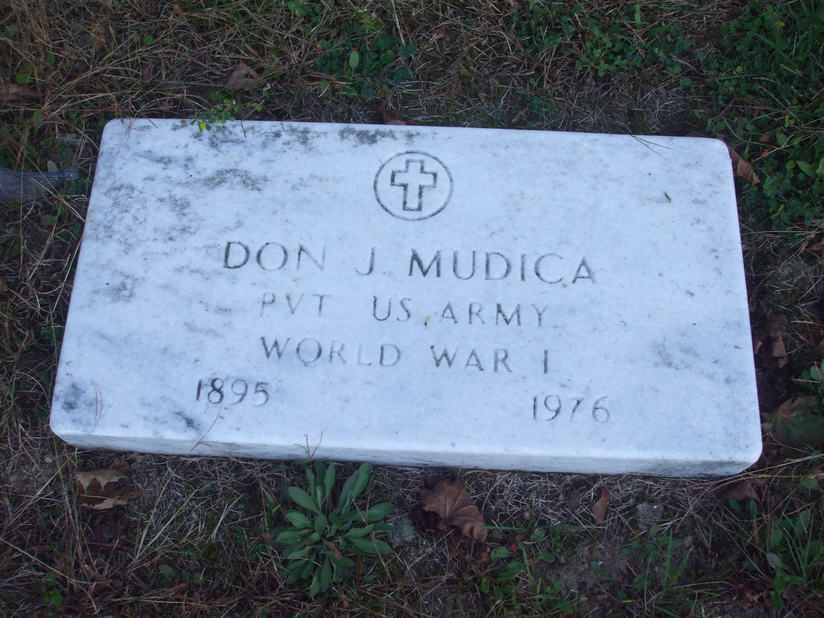 DON J MUDICA
PVT US ARMY
WORLD WAR I
1895 1976